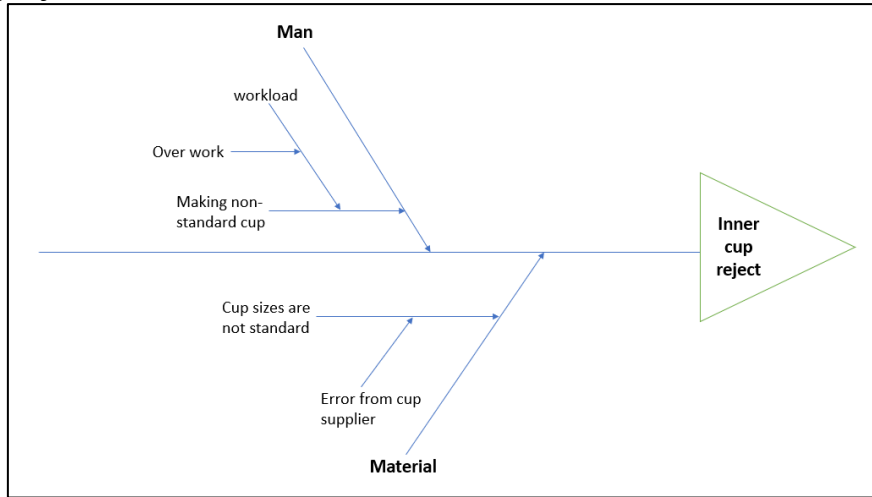 Man
workload
Over work
Making non-
standard cup
Inner
cup
reject
Cup sizes are
not standard
Error from cup
supplier
Material